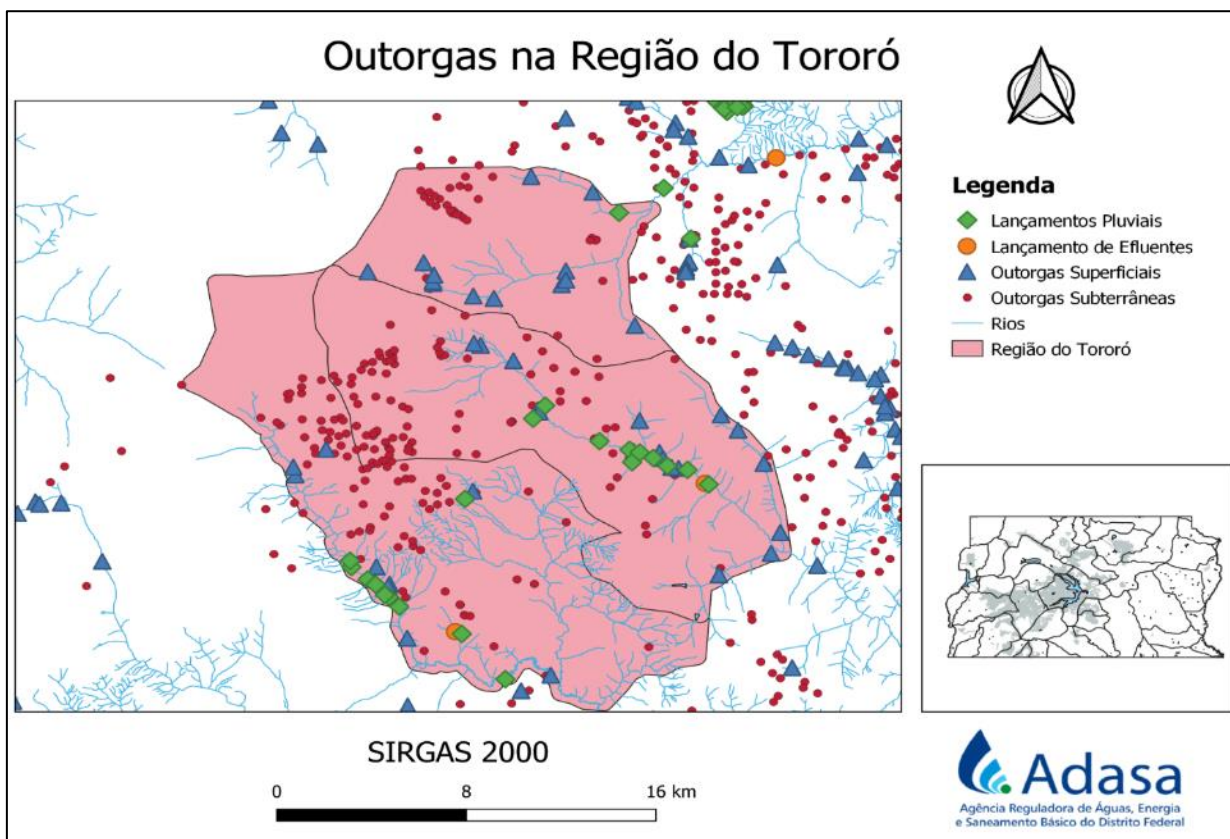 Outorgas na Região do Tororó
Legenda
Lançamentos Pluviais
Lançamento de Efluentes
Outorgas Superficiais
Outorgas Subterrâneas
Rios
Região do Tororó
SIRGAS 2000
0 8 16 km
Adasa
Agência Reguladora de Águas, Energia
e Saneamento Básico do Distrito Federal